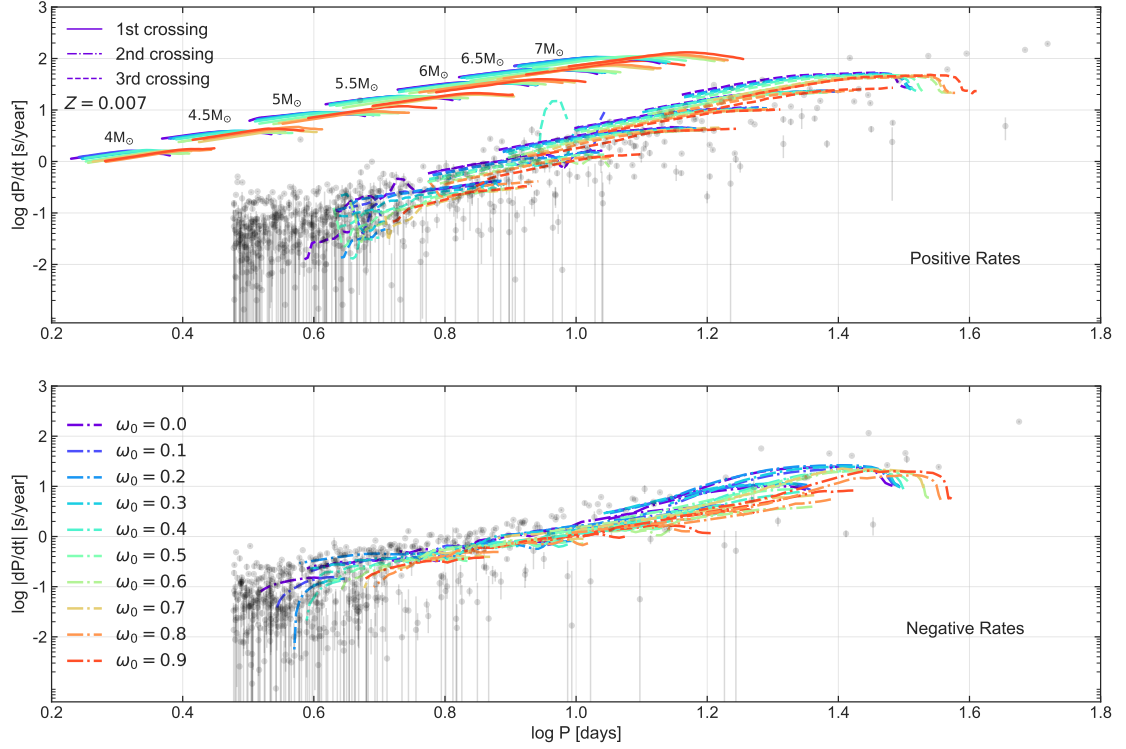 3
2
1
0
-1
-2
log dP/dt [s/year]
1st crossing
2nd crossing
3rd crossing
Z = 0.007
4M⊙
4.5M⊙
5M⊙
5.5M⊙
6M⊙
6.5M⊙
7M⊙
Positive Rates
0.2 0.4 0.6 0.8 1.0 1.2 1.4 1.6 1.8
3
2
1
0
-1
-2
log |dP/dt| [s/year]
ω₀ = 0.0
ω₀ = 0.1
ω₀ = 0.2
ω₀ = 0.3
ω₀ = 0.4
ω₀ = 0.5
ω₀ = 0.6
ω₀ = 0.7
ω₀ = 0.8
ω₀ = 0.9
Negative Rates
0.2 0.4 0.6 0.8 1.0 1.2 1.4 1.6 1.8
log P [days]